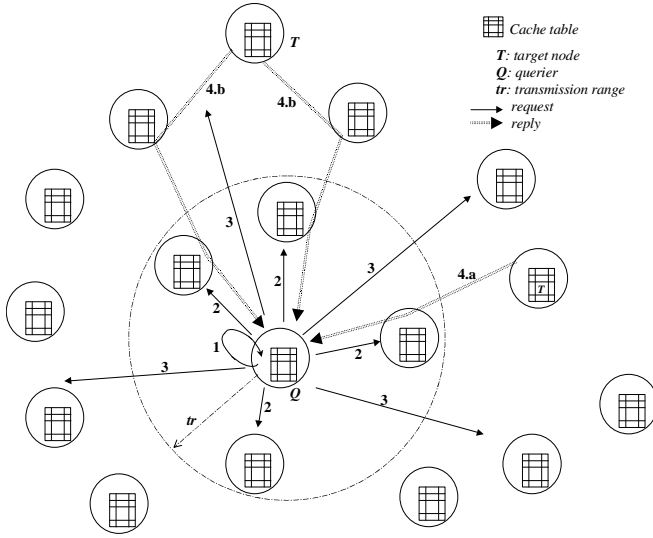 Cache table
T: target node
Q: querier
tr: transmission range
request
reply
T
4.b
4.b
3
3
4.a
T
2
2
1
2
3
Q
2
3
tr